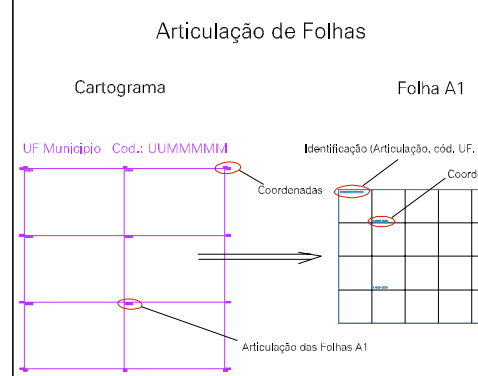 Articulação de Folhas
Cartograma
Folha A1
UF Municipio Cod.: UUMMMMM
Identificação (Articulação, cód. UF,
Coord
Coordenadas
Articulação das Folhas A1